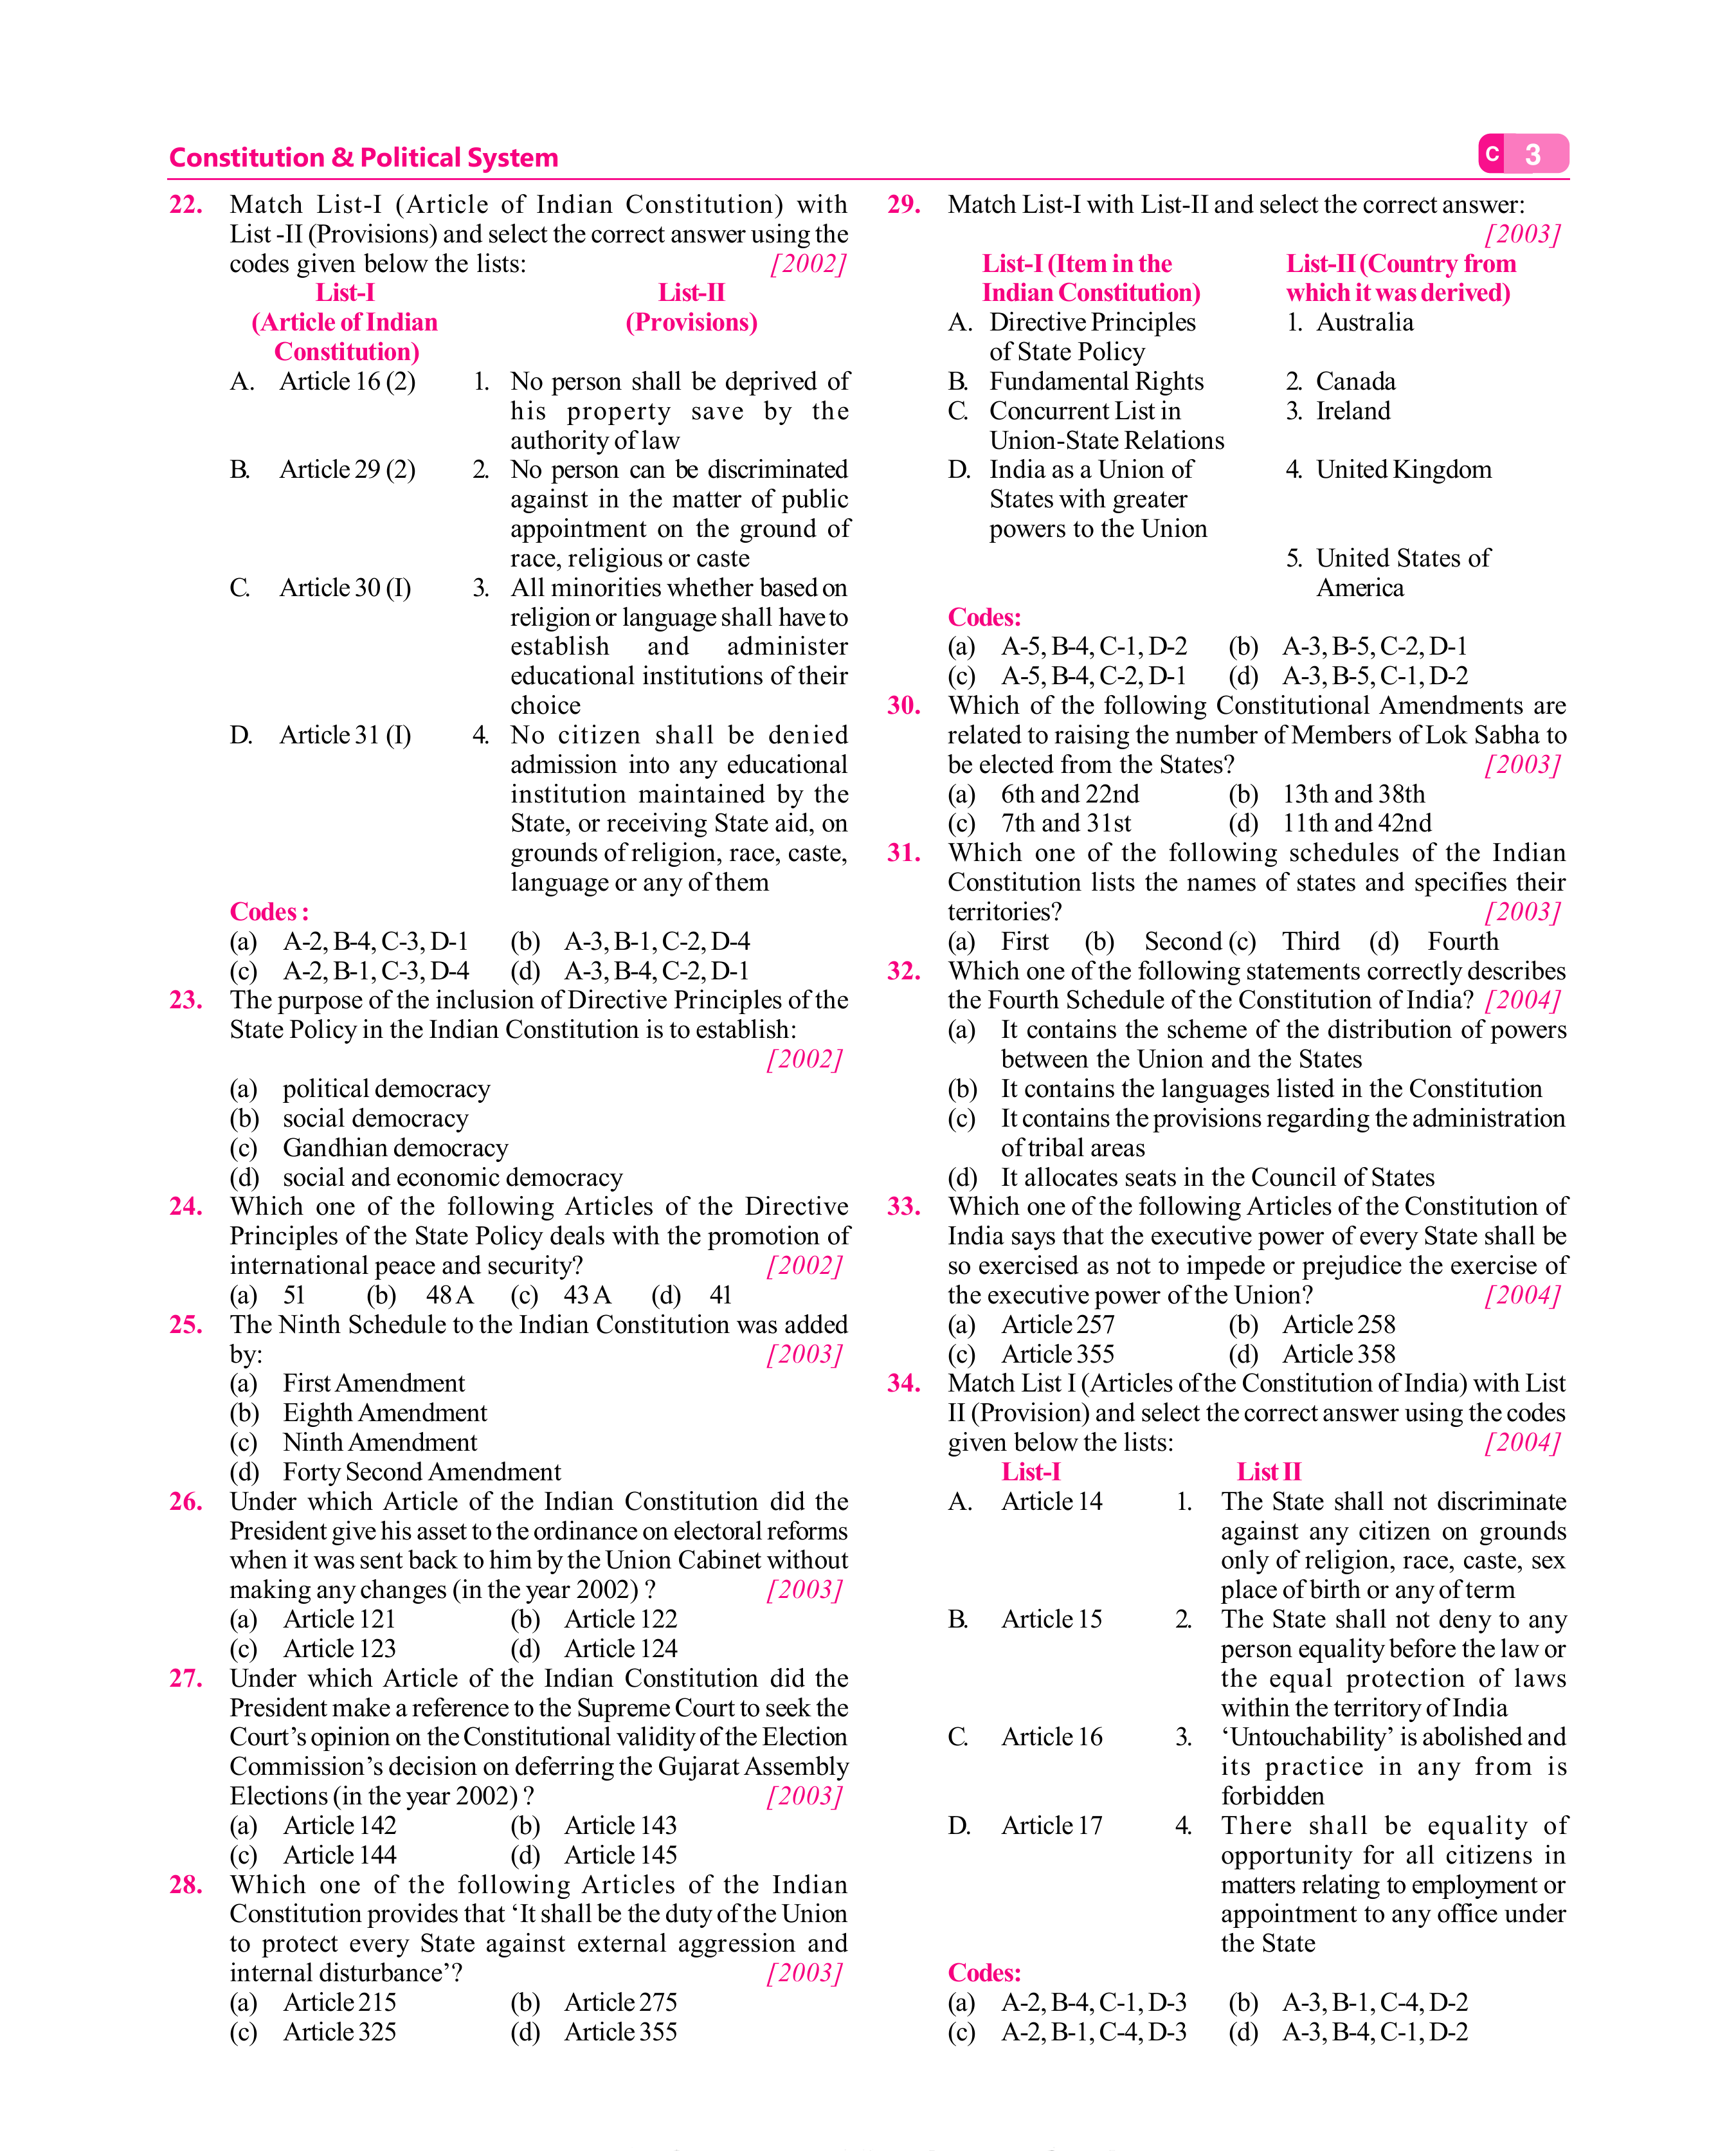 Constitution & Political System
C 3
22. Match List-I (Article of Indian Constitution) with
List -II (Provisions) and select the correct answer using the
codes given below the lists: [2002]
List-I List-II
(Article of Indian (Provisions)
Constitution)
A. Article 16 (2) 1. No person shall be deprived of
his property save by the
authority of law
B. Article 29 (2) 2. No person can be discriminated
against in the matter of public
appointment on the ground of
race, religious or caste
C. Article 30 (I) 3. All minorities whether based on
religion or language shall have to
establish and administer
educational institutions of their
choice
D. Article 31 (I) 4. No citizen shall be denied
admission into any educational
institution maintained by the
State, or receiving State aid, on
grounds of religion, race, caste,
language or any of them
Codes :
(a) A-2, B-4, C-3, D-1 (b) A-3, B-1, C-2, D-4
(c) A-2, B-1, C-3, D-4 (d) A-3, B-4, C-2, D-1
23. The purpose of the inclusion of Directive Principles of the
State Policy in the Indian Constitution is to establish:
[2002]
(a) political democracy
(b) social democracy
(c) Gandhian democracy
(d) social and economic democracy
24. Which one of the following Articles of the Directive
Principles of the State Policy deals with the promotion of
international peace and security? [2002]
(a) 51 (b) 48 A (c) 43 A (d) 41
25. The Ninth Schedule to the Indian Constitution was added
by: [2003]
(a) First Amendment
(b) Eighth Amendment
(c) Ninth Amendment
(d) Forty Second Amendment
26. Under which Article of the Indian Constitution did the
President give his asset to the ordinance on electoral reforms
when it was sent back to him by the Union Cabinet without
making any changes (in the year 2002) ? [2003]
(a) Article 121 (b) Article 122
(c) Article 123 (d) Article 124
27. Under which Article of the Indian Constitution did the
President make a reference to the Supreme Court to seek the
Court’s opinion on the Constitutional validity of the Election
Commission’s decision on deferring the Gujarat Assembly
Elections (in the year 2002) ? [2003]
(a) Article 142 (b) Article 143
(c) Article 144 (d) Article 145
28. Which one of the following Articles of the Indian
Constitution provides that ‘It shall be the duty of the Union
to protect every State against external aggression and
internal disturbance’? [2003]
(a) Article 215 (b) Article 275
(c) Article 325 (d) Article 355
29. Match List-I with List-II and select the correct answer:
[2003]
List-I (Item in the List-II (Country from
Indian Constitution) which it was derived)
A. Directive Principles 1. Australia
of State Policy
B. Fundamental Rights 2. Canada
C. Concurrent List in 3. Ireland
Union-State Relations
D. India as a Union of 4. United Kingdom
States with greater
powers to the Union
5. United States of
America
Codes:
(a) A-5, B-4, C-1, D-2 (b) A-3, B-5, C-2, D-1
(c) A-5, B-4, C-2, D-1 (d) A-3, B-5, C-1, D-2
30. Which of the following Constitutional Amendments are
related to raising the number of Members of Lok Sabha to
be elected from the States? [2003]
(a) 6th and 22nd (b) 13th and 38th
(c) 7th and 31st (d) 11th and 42nd
31. Which one of the following schedules of the Indian
Constitution lists the names of states and specifies their
territories? [2003]
(a) First (b) Second (c) Third (d) Fourth
32. Which one of the following statements correctly describes
the Fourth Schedule of the Constitution of India? [2004]
(a) It contains the scheme of the distribution of powers
between the Union and the States
(b) It contains the languages listed in the Constitution
(c) It contains the provisions regarding the administration
of tribal areas
(d) It allocates seats in the Council of States
33. Which one of the following Articles of the Constitution of
India says that the executive power of every State shall be
so exercised as not to impede or prejudice the exercise of
the executive power of the Union? [2004]
(a) Article 257 (b) Article 258
(c) Article 355 (d) Article 358
34. Match List I (Articles of the Constitution of India) with List
II (Provision) and select the correct answer using the codes
given below the lists: [2004]
List-I List II
A. Article 14 1. The State shall not discriminate
against any citizen on grounds
only of religion, race, caste, sex
place of birth or any of term
B. Article 15 2. The State shall not deny to any
person equality before the law or
the equal protection of laws
within the territory of India
C. Article 16 3. ‘Untouchability’ is abolished and
its practice in any from is
forbidden
D. Article 17 4. There shall be equality of
opportunity for all citizens in
matters relating to employment or
appointment to any office under
the State
Codes:
(a) A-2, B-4, C-1, D-3 (b) A-3, B-1, C-4, D-2
(c) A-2, B-1, C-4, D-3 (d) A-3, B-4, C-1, D-2